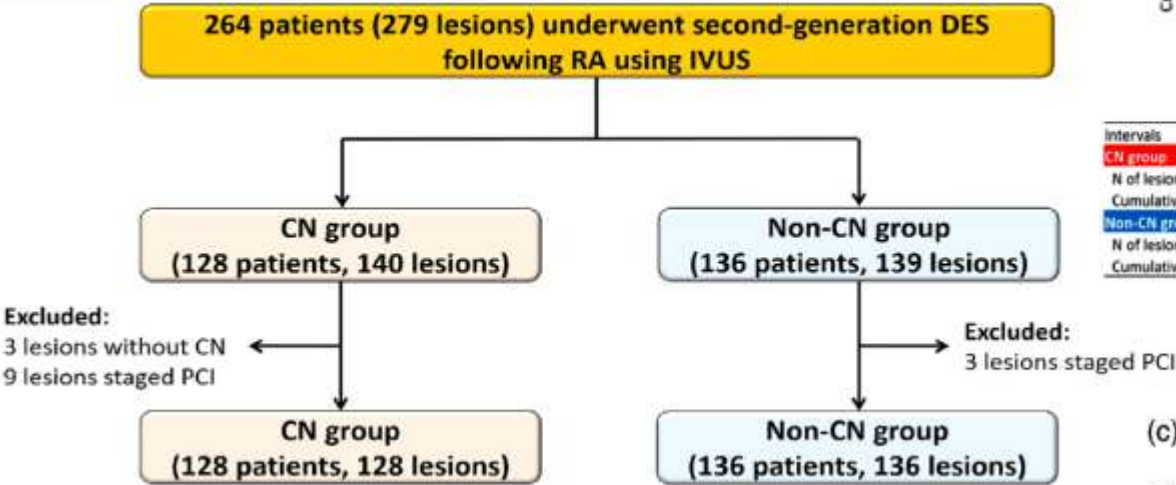 264 patients (279 lesions) underwent second-generation DES
following RA using IVUS
CN group
(128 patients, 140 lesions)
Non-CN group
(136 patients, 139 lesions)
Excluded:
3 lesions without CN
9 lesions staged PCI
Excluded:
3 lesions staged PCI
CN group
(128 patients, 128 lesions)
Non-CN group
(136 patients, 136 lesions)
Intervals
CN group
N of
Non-CN
N of
(c)